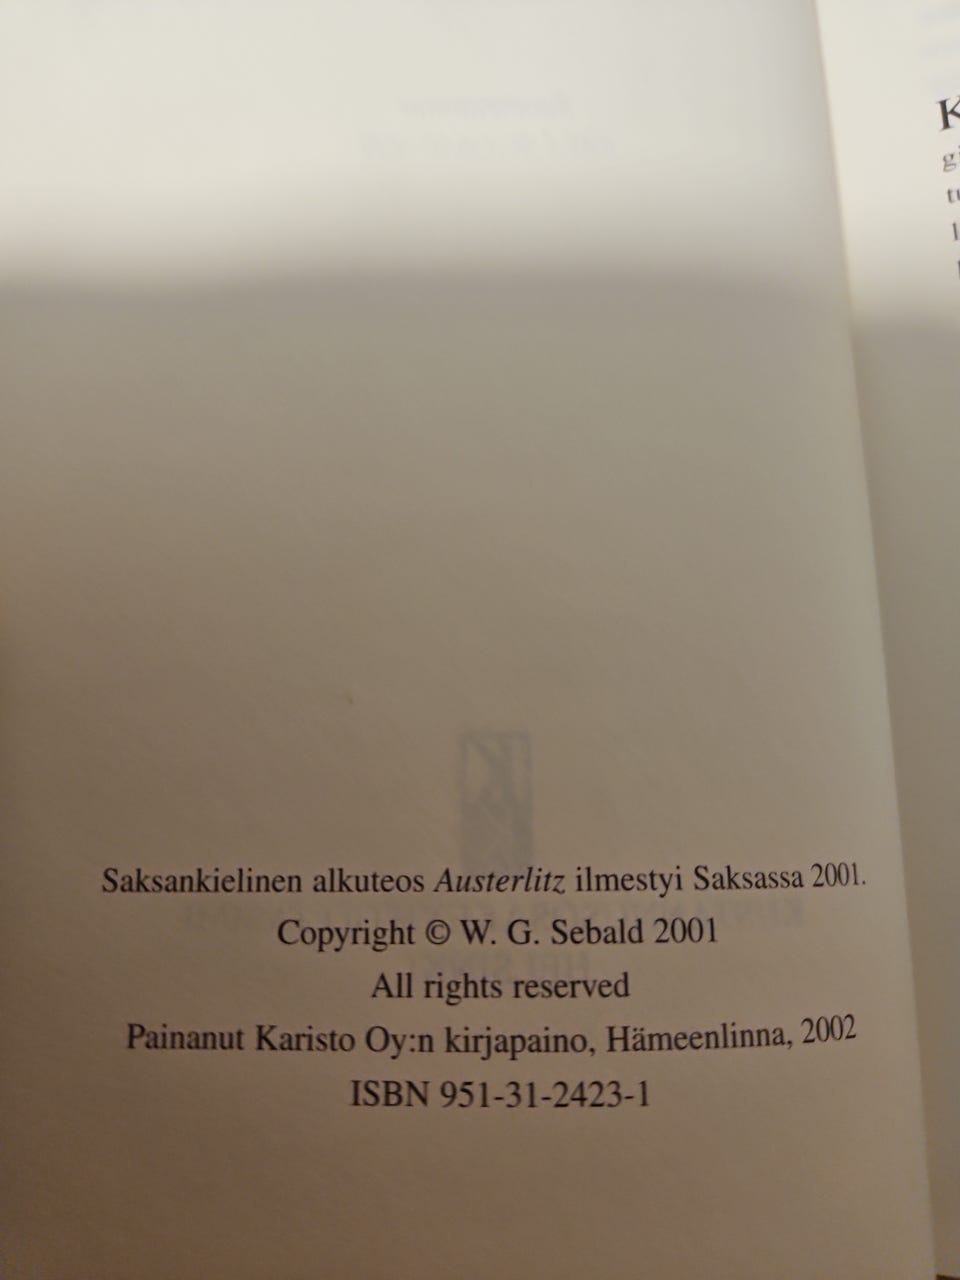 Saksankielinen alkuteos Austerlitz ilmestyi Saksassa 2001.
Copyright © W. G. Sebald 2001
All rights reserved
Painanut Karisto Oy:n kirjapaino, Hämeenlinna, 2002
ISBN 951-31-2423-1